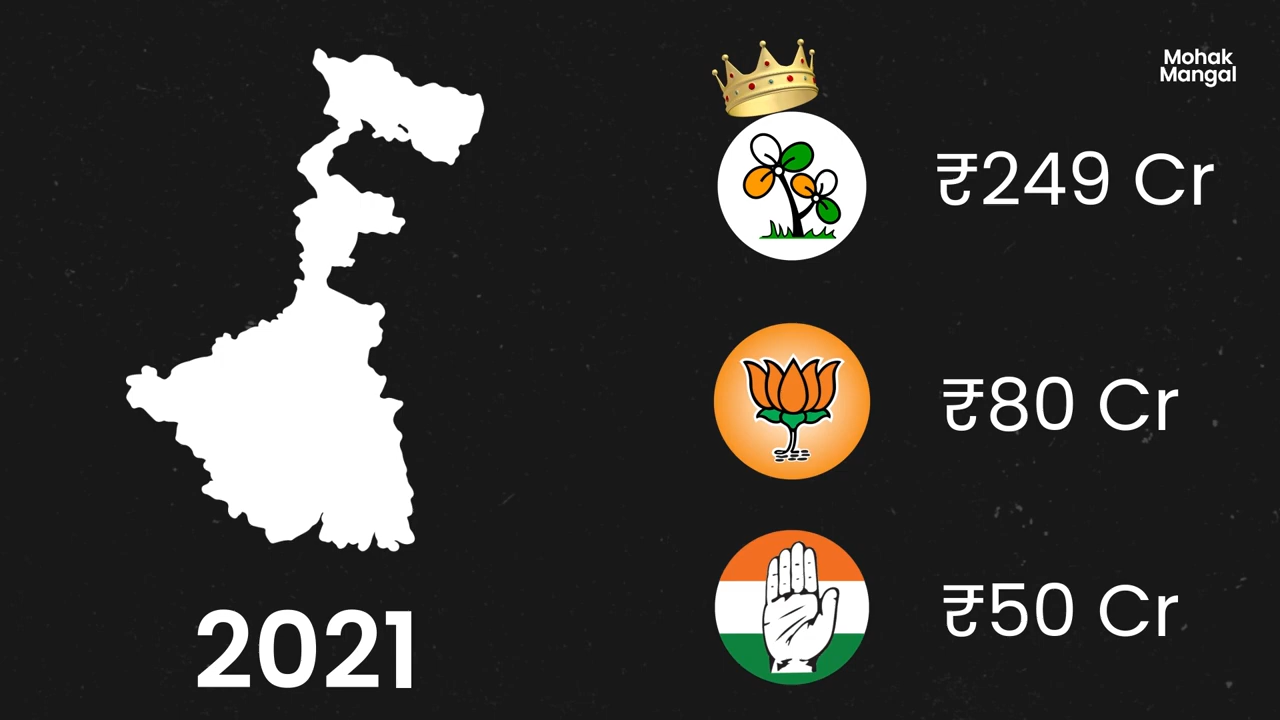 Mohak
Mangal
₹249 Cr
₹80 Cr
₹50 Cr
2021